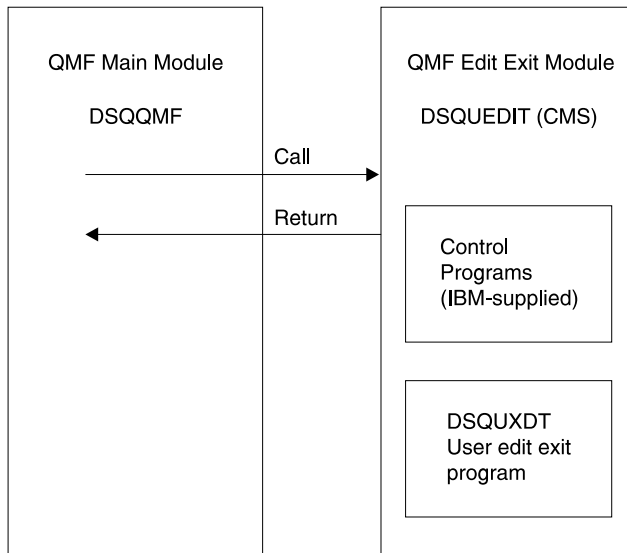 QMF Main Module
DSQQMF
QMF Edit Exit Module
DSQUEDIT (CMS)
Call
Return
Control
Programs
(IBM-supplied)
DSQUXDT
User edit exit
program